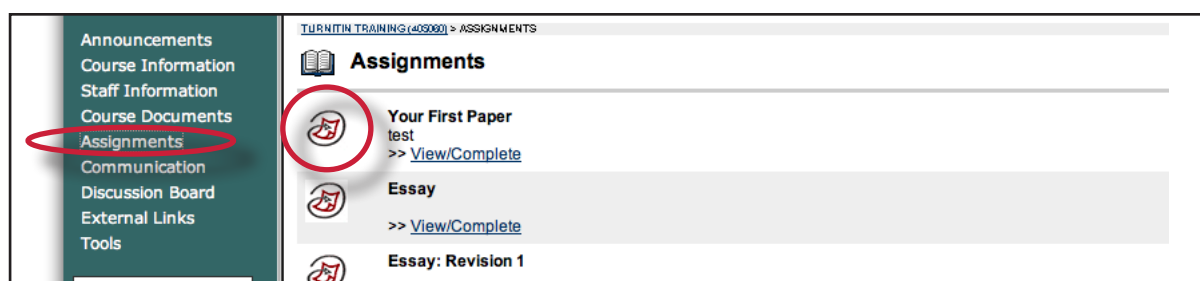 Announcements
Course Information
Staff Information
Course Documents
Assignments
Communication
Discussion Board
External Links
Tools
TURNITIN TRAINING (405060) > ASSIGNMENTS
Assignments
Your First Paper
test
>> View/Complete
Essay
>> View/Complete
Essay: Revision 1